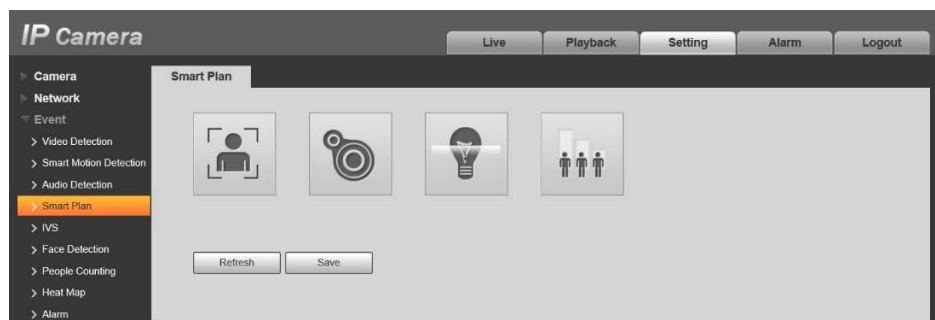 IP Camera
Live
Playback
Setting
Alarm
Logout
Camera
Network
Event
Video Detection
Smart Motion Detection
Audio Detection
Smart Plan
IVS
Face Detection
People Counting
Heat Map
Alarm
Smart Plan
Refresh
Save